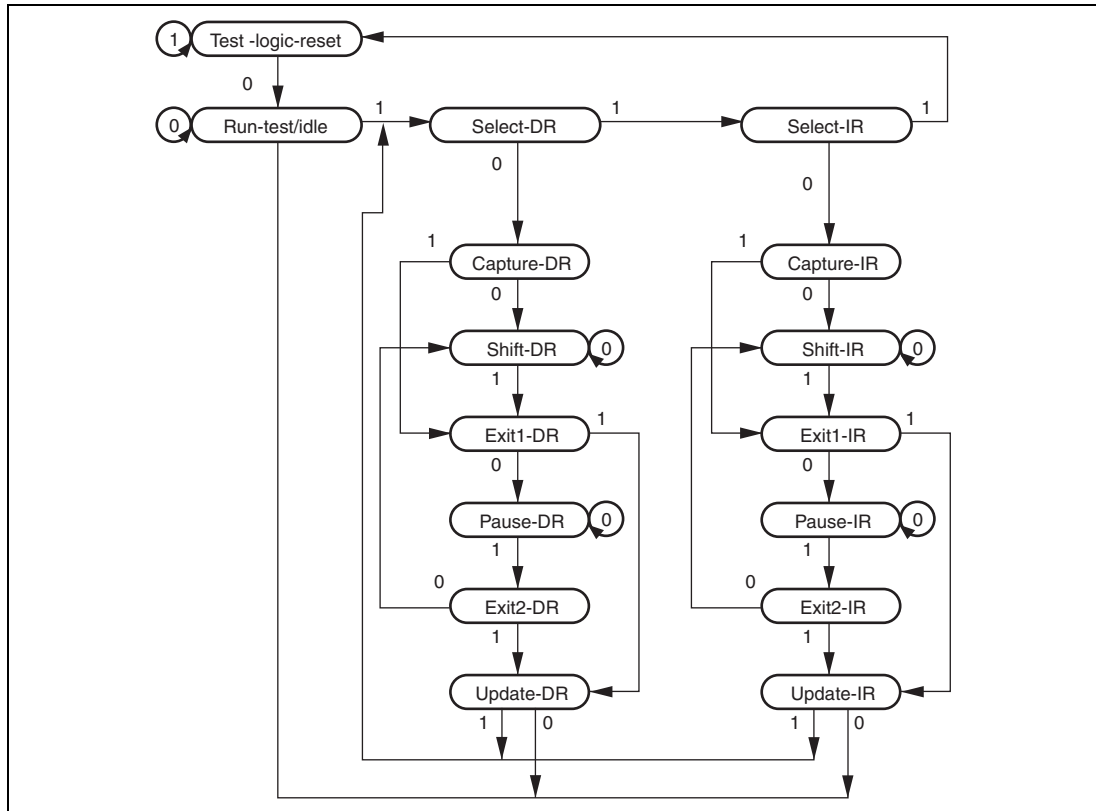 1 Test -logic-reset
0
0 Run-test/idle 1 Select-DR 1 Select-IR 1
0 0
1 Capture-DR 1 Capture-IR
0 0
Shift-DR 0 Shift-IR 0
1 1
Exit1-DR 1 Exit1-IR 1
0 0
Pause-DR 0 Pause-IR 0
1 1
0 Exit2-DR 0 Exit2-IR
1 1
Update-DR Update-IR
1 0 1 0